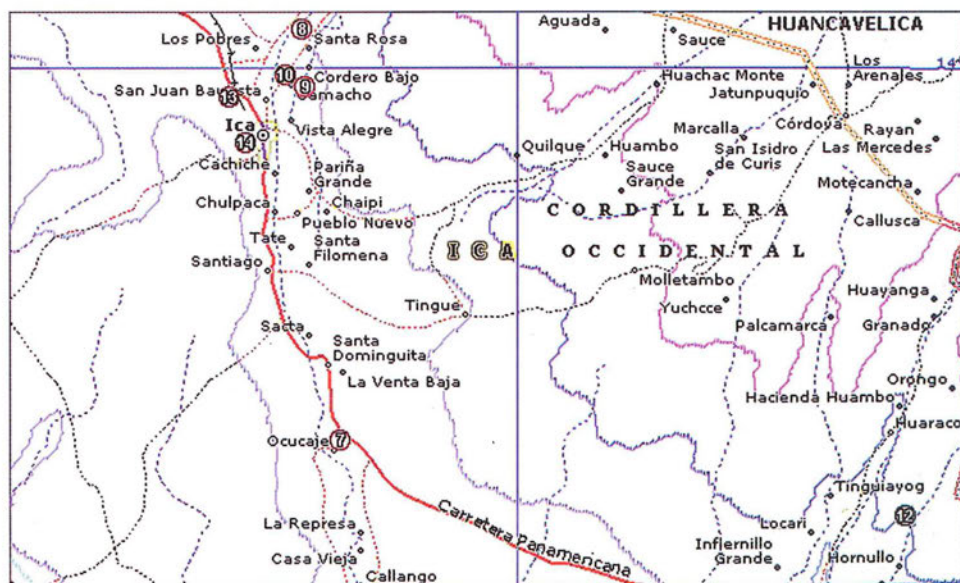 Aguada
HUANCAVELICA
8
Los Pobres
Santa Rosa
Sauce
14°
10
Cordero Bajo
Los
Arenales
Huachac Monte
9
Camacho
San Juan Bautista
Jatunpuquio
13
Ica
Vista Alegre
Córdova
Rayan
14
Marcalla
Las Mercedes
Cachiche
Quilque
Huambo
San Isidro
de Curis
Pariña
Grande
Sauce
Grande
Motecancha
Chulpaca
Chaipi
CORDILLERA
Callusca
Pueblo Nuevo
Tate
Santa
Filomena
ICA
OCCIDENTAL
Santiago
Molletambo
Tingue
Yuchcce
Huayanga
Palcamarca
Granado
Sacta
Santa
Dominguita
La Venta Baja
Orongo
Hacienda Huambo
Huaraco
Ocucaje
7
Tinguiayog
Carretera Panamericana
12
La Represa
Locari
Casa Vieja
Infiernillo
Grande
Hornullo
Callango